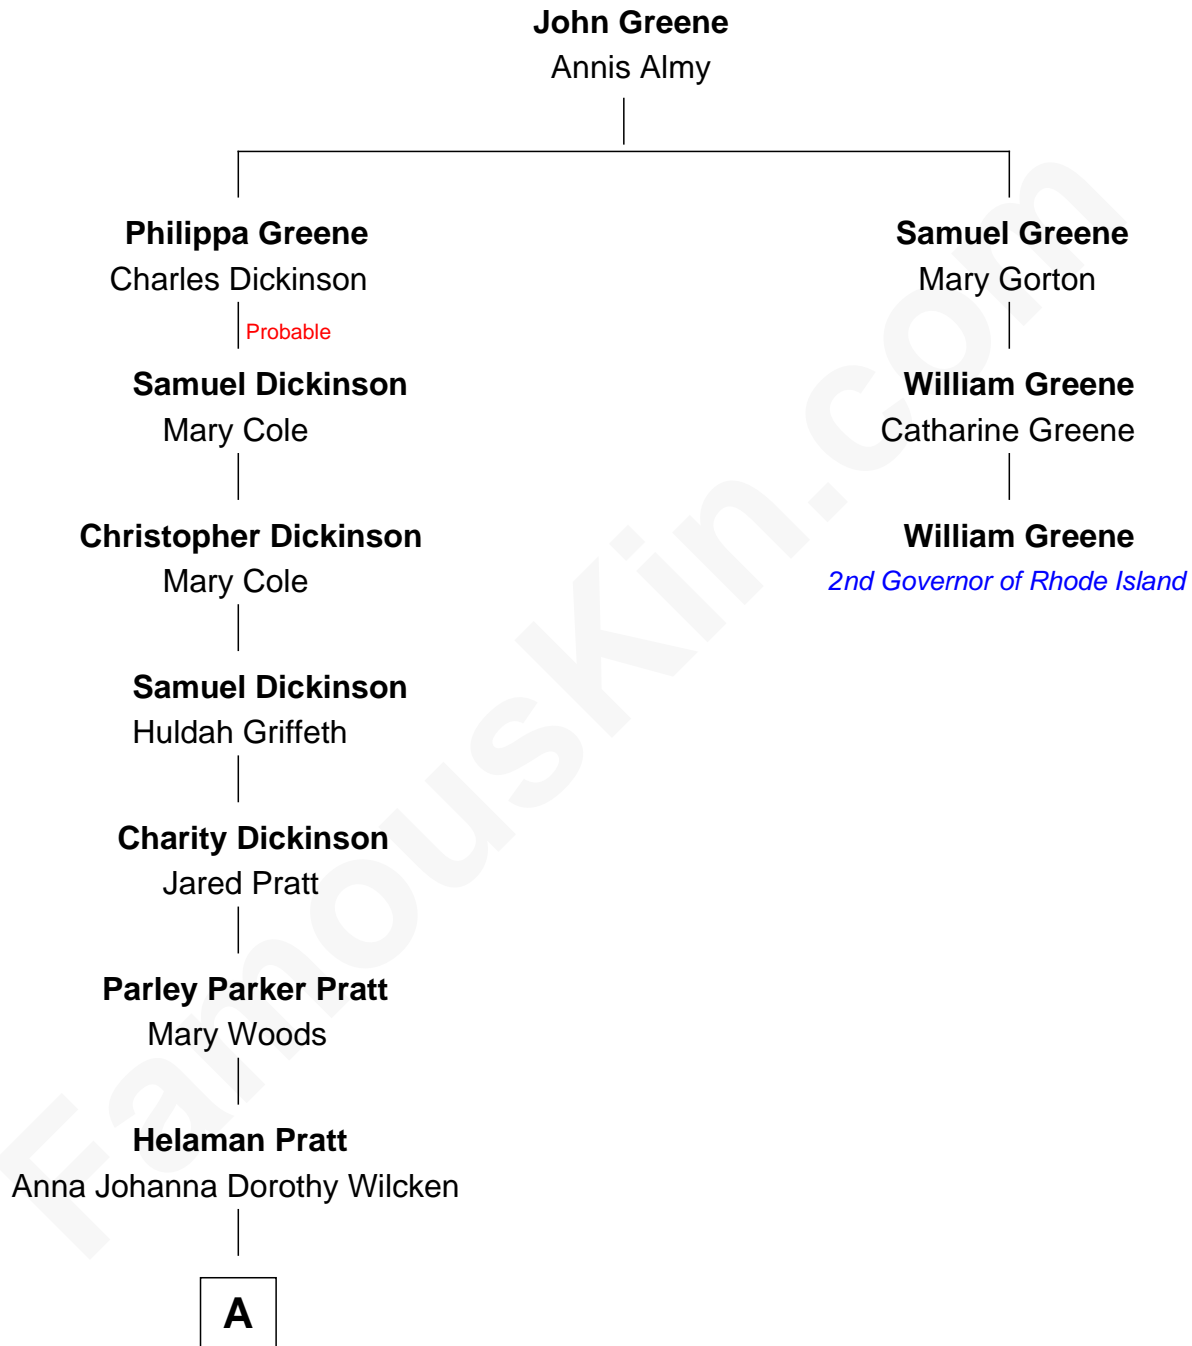 John Greene
Annis Almy
Philippa Greene
Charles Dickinson
Probable
Samuel Dickinson
Mary Cole
Christopher Dickinson
Mary Cole
Samuel Dickinson
Huldah Griffeth
Charity Dickinson
Jared Pratt
Parley Parker Pratt
Mary Woods
Helaman Pratt
Anna Johanna Dorothy Wilcken
A
Samuel Greene
Mary Gorton
William Greene
Catharine Greene
William Greene
2nd Governor of Rhode Island
FamousKin.com